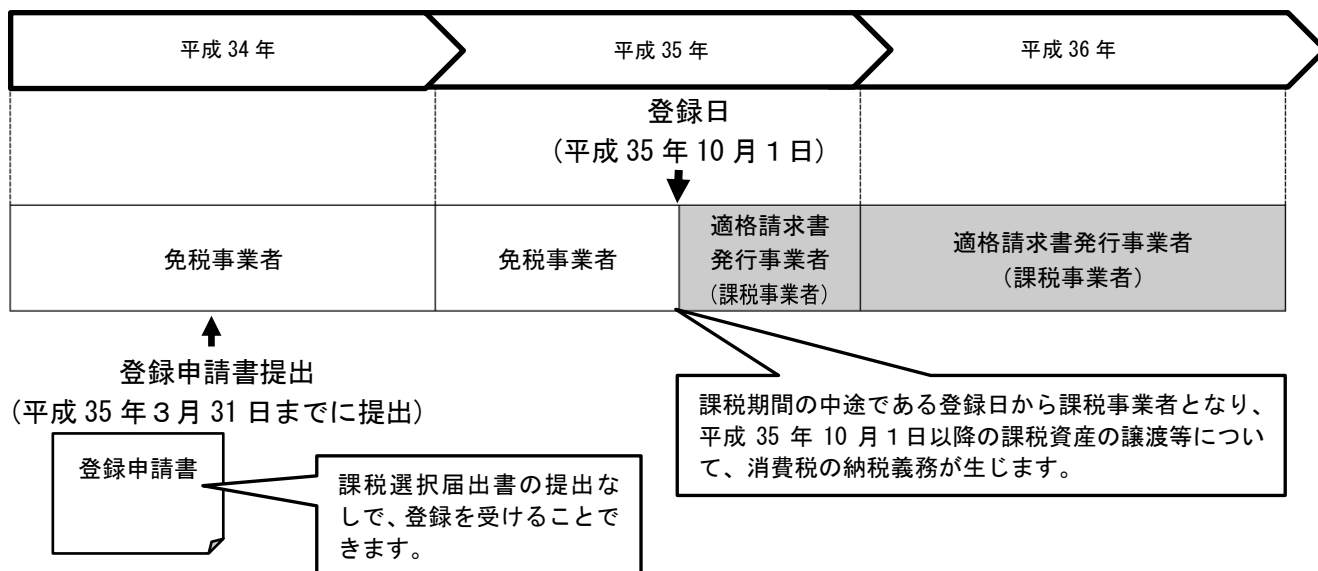 平成 34 年
平成 35 年
平成 36 年
登録日
（平成 35 年 10 月１日）
免税事業者
免税事業者
適格請求書
発行事業者
（課税事業者）
適格請求書発行事業者
（課税事業者）
登録申請書提出
（平成 35 年３月 31 日までに提出）
登録申請書
課税選択届出書の提出な
しで、登録を受けることで
きます。
課税期間の中途である登録日から課税事業者となり、
平成 35 年 10 月１日以降の課税資産の譲渡等につい
て、消費税の納税義務が生じます。